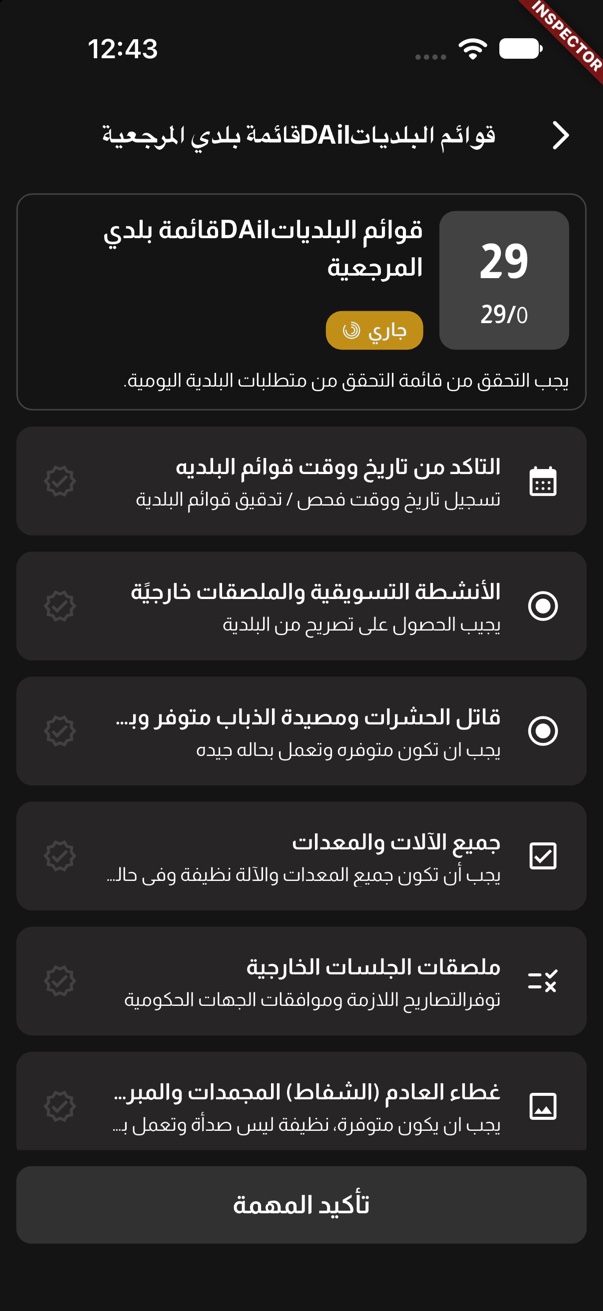 12:43
INSPECTOR
قوائم البلدياتDAilقائمة بلدي المرجعية
29
29/0
قوائم البلدياتDAilقائمة بلدي
المرجعية
جاري
يجب التحقق من قائمة التحقق من متطلبات البلدية اليومية.
التاكد من تاريخ ووقت قوائم البلديه
تسجيل تاريخ ووقت فحص / تدقيق قوائم البلدية
الأنشطة التسويقية والملصقات خارجيًة
يجيب الحصول على تصريح من البلدية
قاتل الحشرات ومصيدة الذباب متوفر وبـ...
يجب ان تكون متوفره وتعمل بحاله جيده
جميع الآلات والمعدات
يجب أن تكون جميع المعدات والآلة نظيفة وفى حالـ...
ملصقات الجلسات الخارجية
توفرالتصاريح اللازمة وموافقات الجهات الحكومية
غطاء العادم (الشفاط) المجمدات والمبر...
يجب ان يكون متوفرة، نظيفة ليس صدأة وتعمل بـ...
تأكيد المهمة